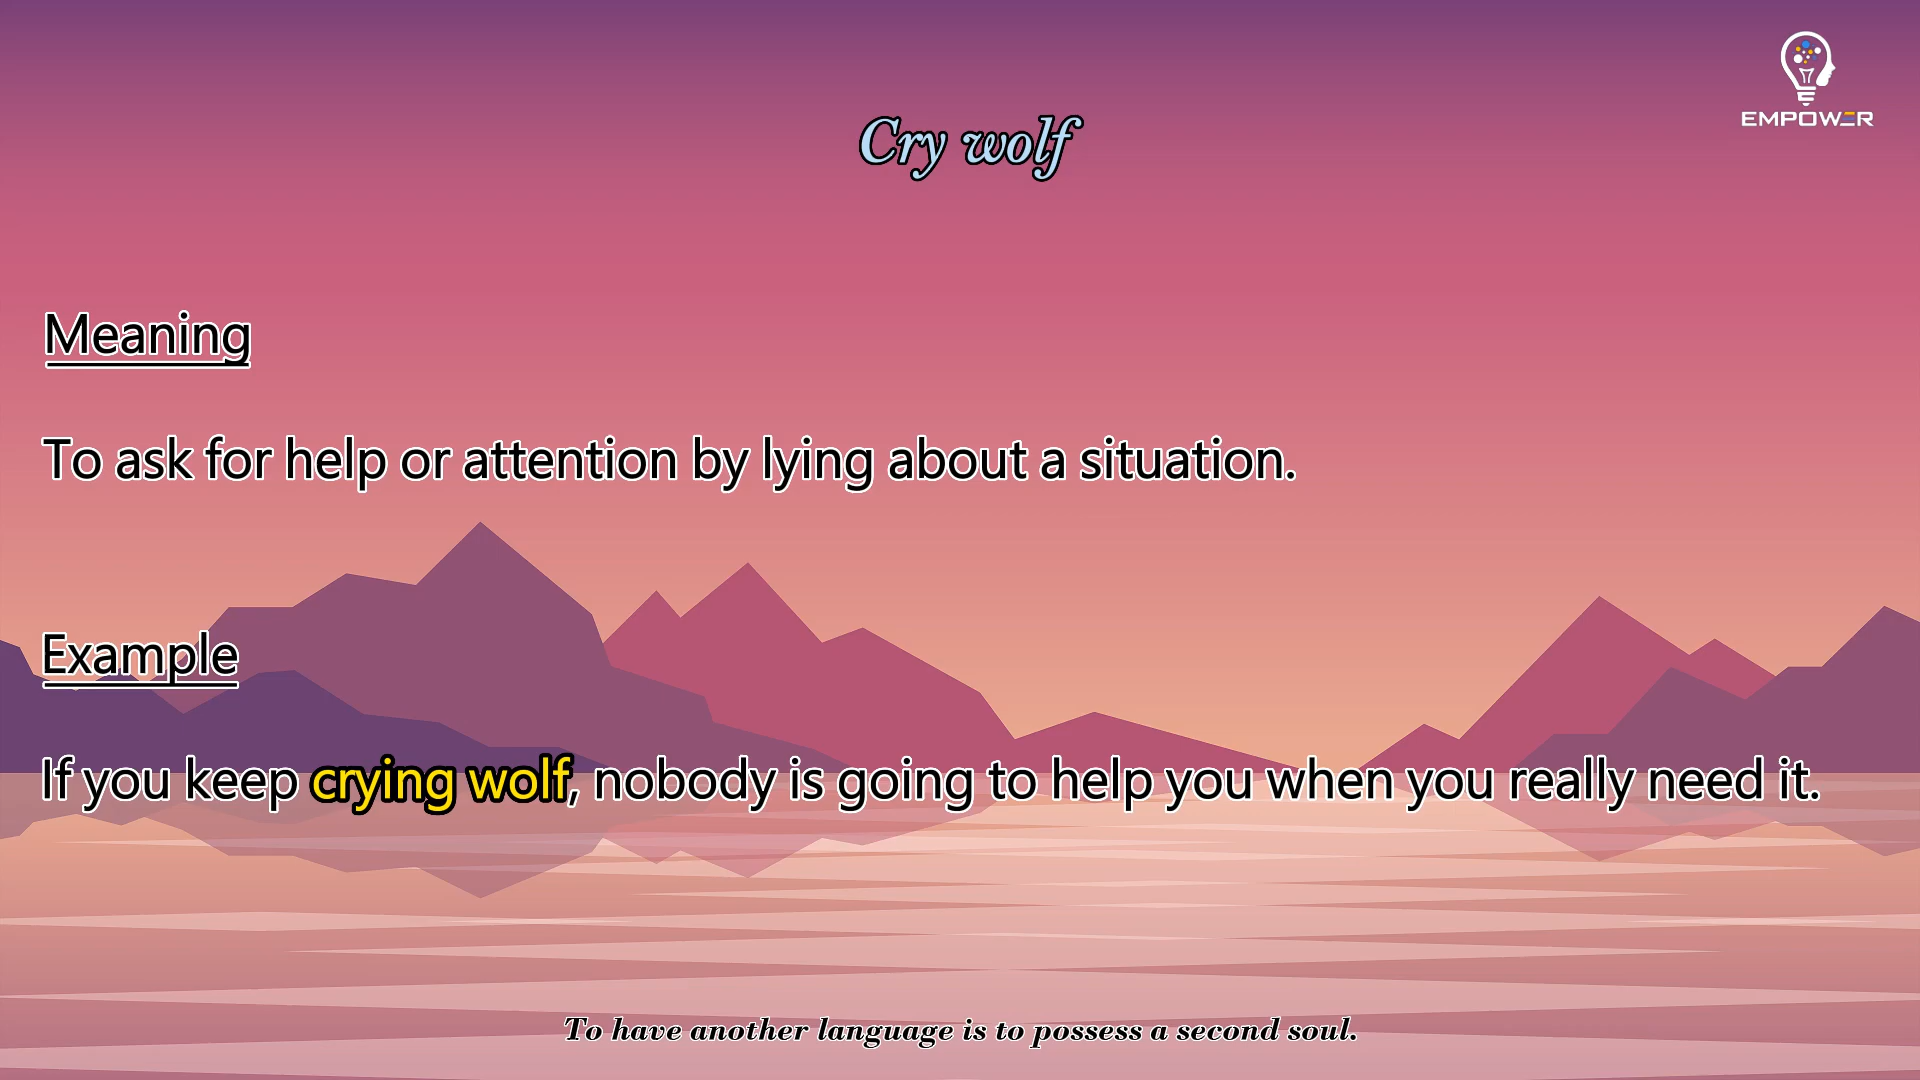 EMPOWER
Cry wolf
Meaning
To ask for help or attention by lying about a situation.
Example
If you keep crying wolf, nobody is going to help you when you really need it.
To have another language is to possess a second soul.